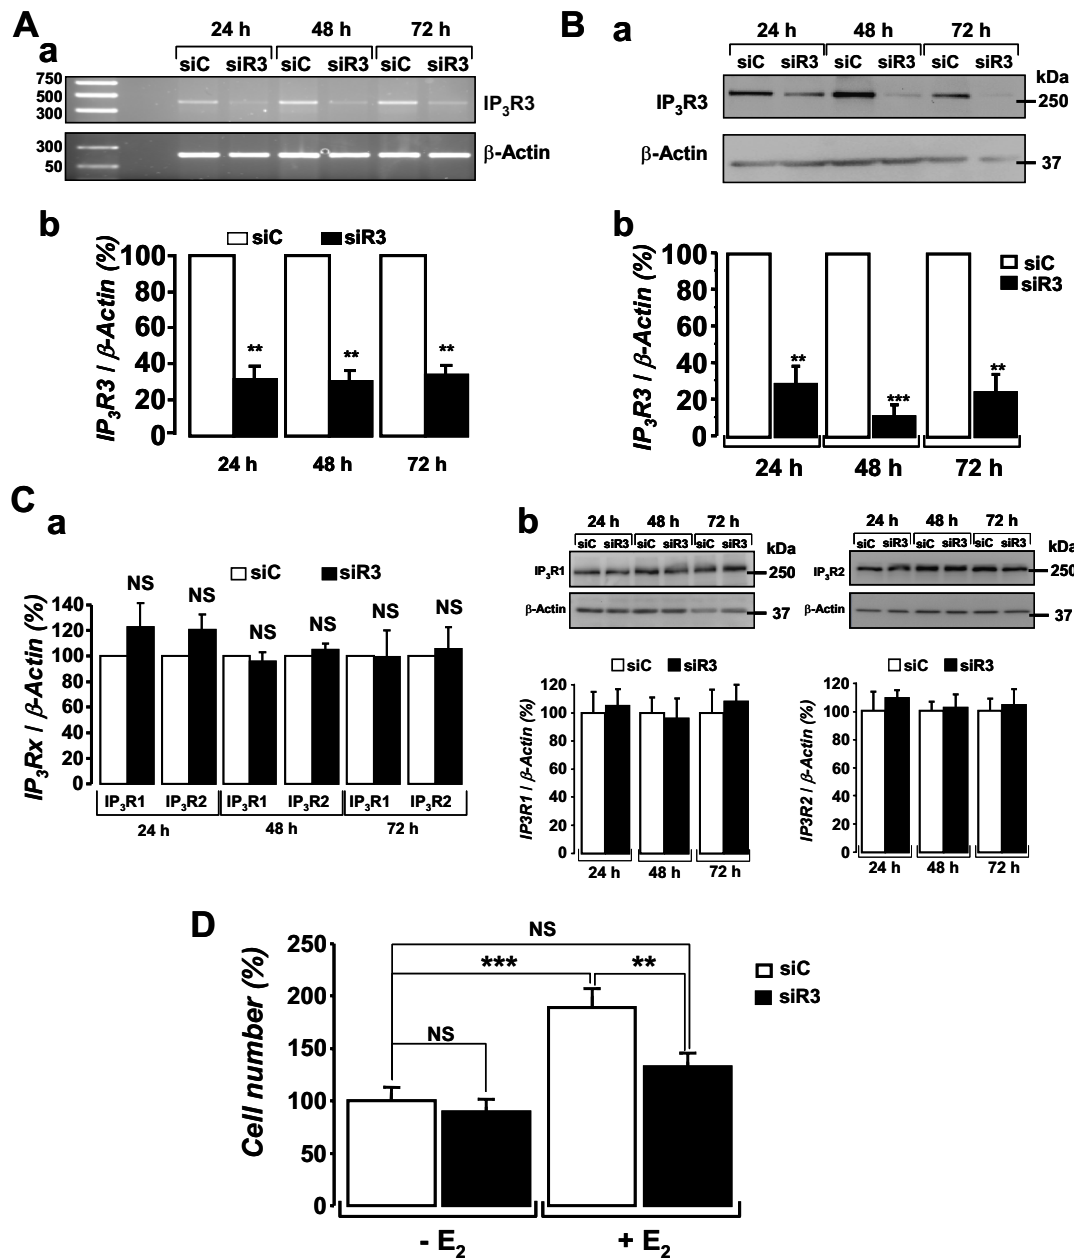 A
a
24 h 48 h 72 h
siC siR3 siC siR3 siC siR3
750
500
300
IP3R3
300
50
β-Actin
b
siC siR3
IP3R3 / β-Actin (%)
100
80
60
40
20
0
** ** **
24 h 48 h 72 h
B
a
24 h 48 h 72 h
siC siR3 siC siR3 siC siR3
kDa
IP3R3
250
β-Actin
37
b
siC
siR3
IP3R3 / β-Actin (%)
100
80
60
40
20
0
** *** **
24 h 48 h 72 h
C
a
siC siR3
IP3Rx / β-Actin (%)
140
120
100
80
60
40
20
0
NS NS NS NS NS NS
IP3R1 IP3R2 IP3R1 IP3R2 IP3R1 IP3R2
24 h 48 h 72 h
b
24 h 48 h 72 h
siC siR3 siC siR3 siC siR3
kDa
IP3R1
250
β-Actin
37
siC siR3
IP3R1 / β-Actin (%)
120
100
80
60
40
20
0
24 h 48 h 72 h
24 h 48 h 72 h
siC siR3 siC siR3 siC siR3
kDa
IP3R2
250
β-Actin
37
siC siR3
IP3R2 / β-Actin (%)
120
100
80
60
40
20
0
24 h 48 h 72 h
D
Cell number (%)
250
200
150
100
50
0
NS
*** **
NS
siC
siR3
- E2 + E2